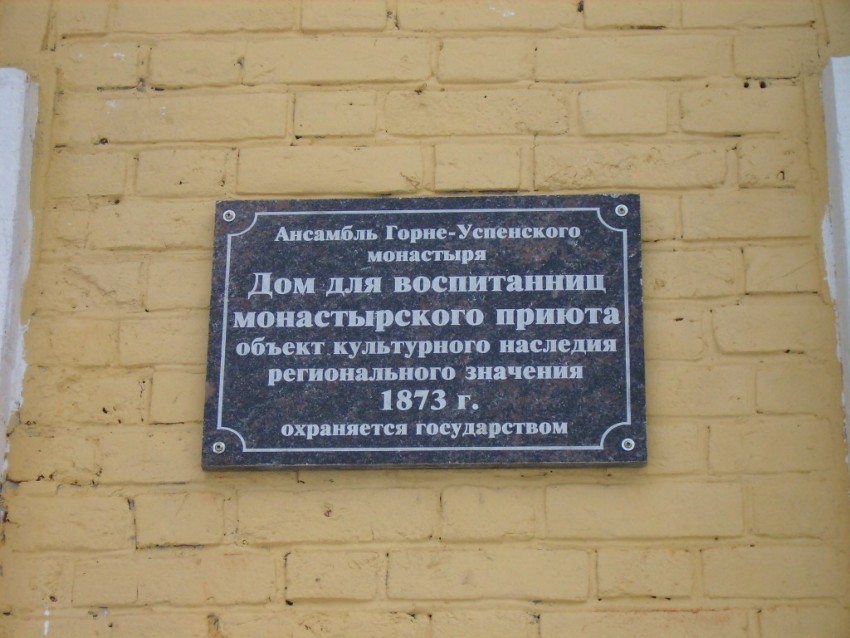 Ансамбль Горне-Успенского
монастыря
Дом для воспитанниц
монастырского приюта
объект культурного наследия
регионального значения
1873 г.
охраняется государством